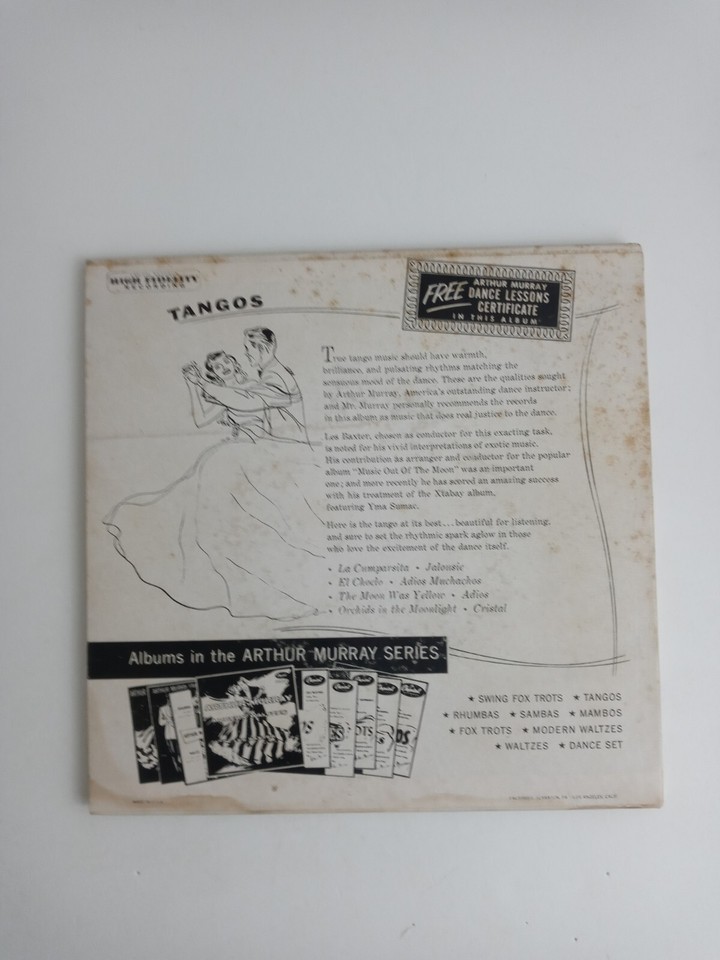 HIGH FIDELITY
RECORDING
TANGOS
FREE ARTHUR MURRAY
DANCE LESSONS
CERTIFICATE
IN THIS ALBUM
True tango music should have warmth,
brilliance, and pulsating rhythms matching the
sensuous mood of the dance. These are the qualities sought
by Arthur Murray, America's outstanding dance instructor;
and Mr. Murray personally recommends the records
in this album as music that does real justice to the dance.
Les Baxter, chosen as conductor for this exacting task,
is noted for his vivid interpretations of exotic music.
His contribution as arranger and conductor for the popular
album "Music Out Of The Moon" was an important
one; and more recently he has scored an amazing success
with his treatment of the Xtabay album,
featuring Yma Sumac.
Here is the tango at its best...beautiful for listening,
and sure to set the rhythmic spark aglow in those
who love the excitement of the dance itself.
• La Cumparsita • Jalousie
• El Choclo • Adios Muchachos
• The Moon Was Yellow • Adios
• Orchids in the Moonlight • Cristal
Albums in the ARTHUR MURRAY SERIES
★ SWING FOX TROTS ★ TANGOS
★ RHUMBAS ★ SAMBAS ★ MAMBOS
★ FOX TROTS ★ MODERN WALTZES
★ WALTZES ★ DANCE SET